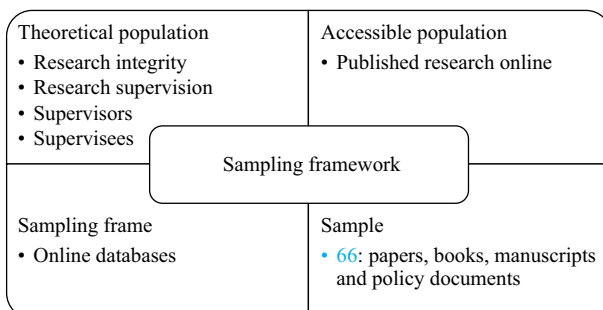 Theoretical population
• Research integrity
• Research supervision
• Supervisors
• Supervisees
Accessible population
• Published research online
Sampling framework
Sampling frame
• Online databases
Sample
• 66: papers, books, manuscripts
and policy documents